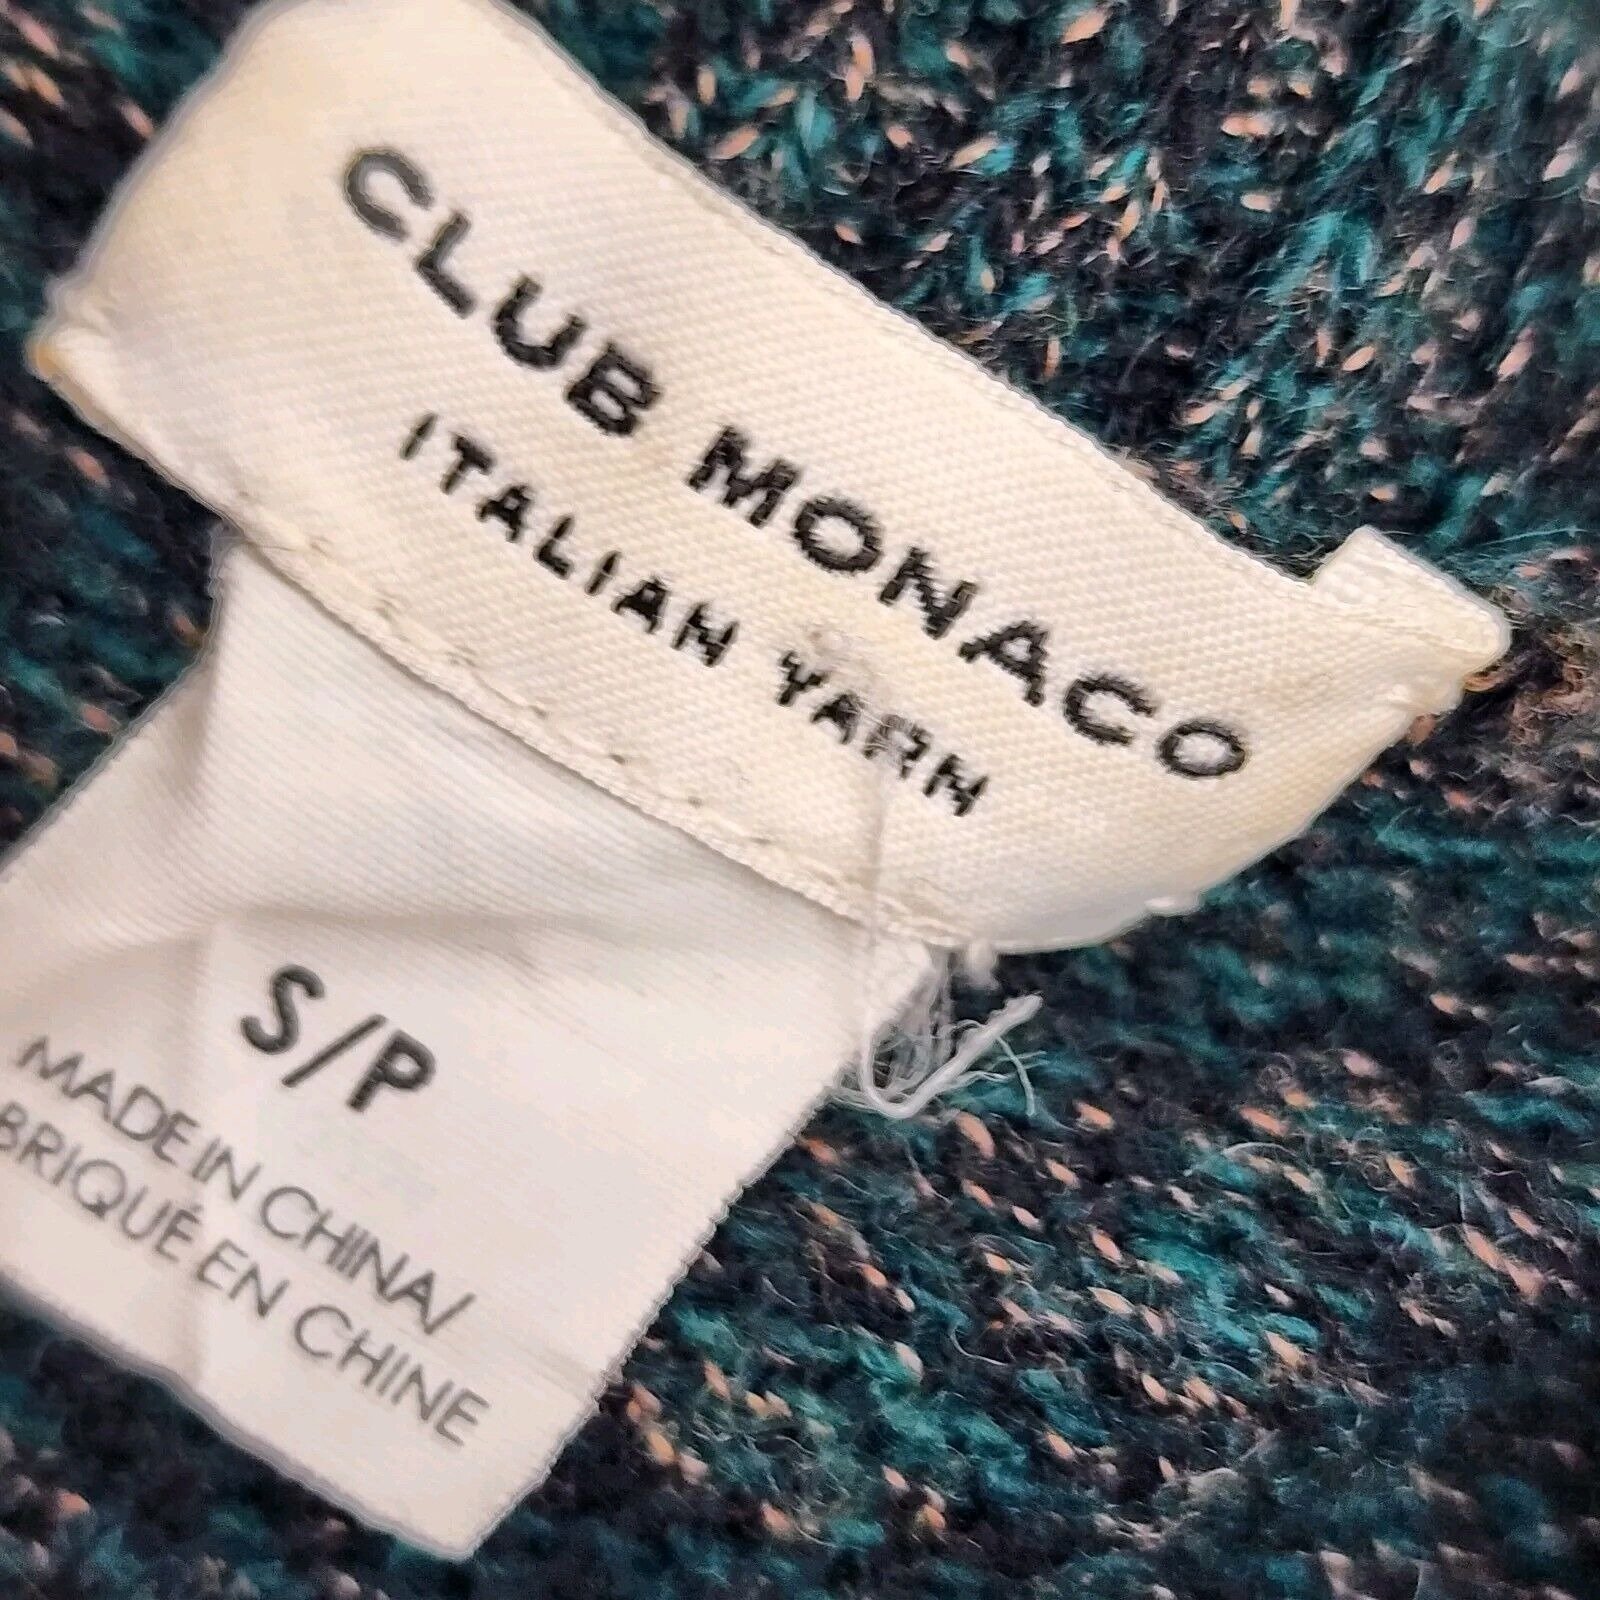 CLUB MONACO
ITALIAN YARN
S/P
MADE IN CHINA/
BRIQUÉ EN CHINE